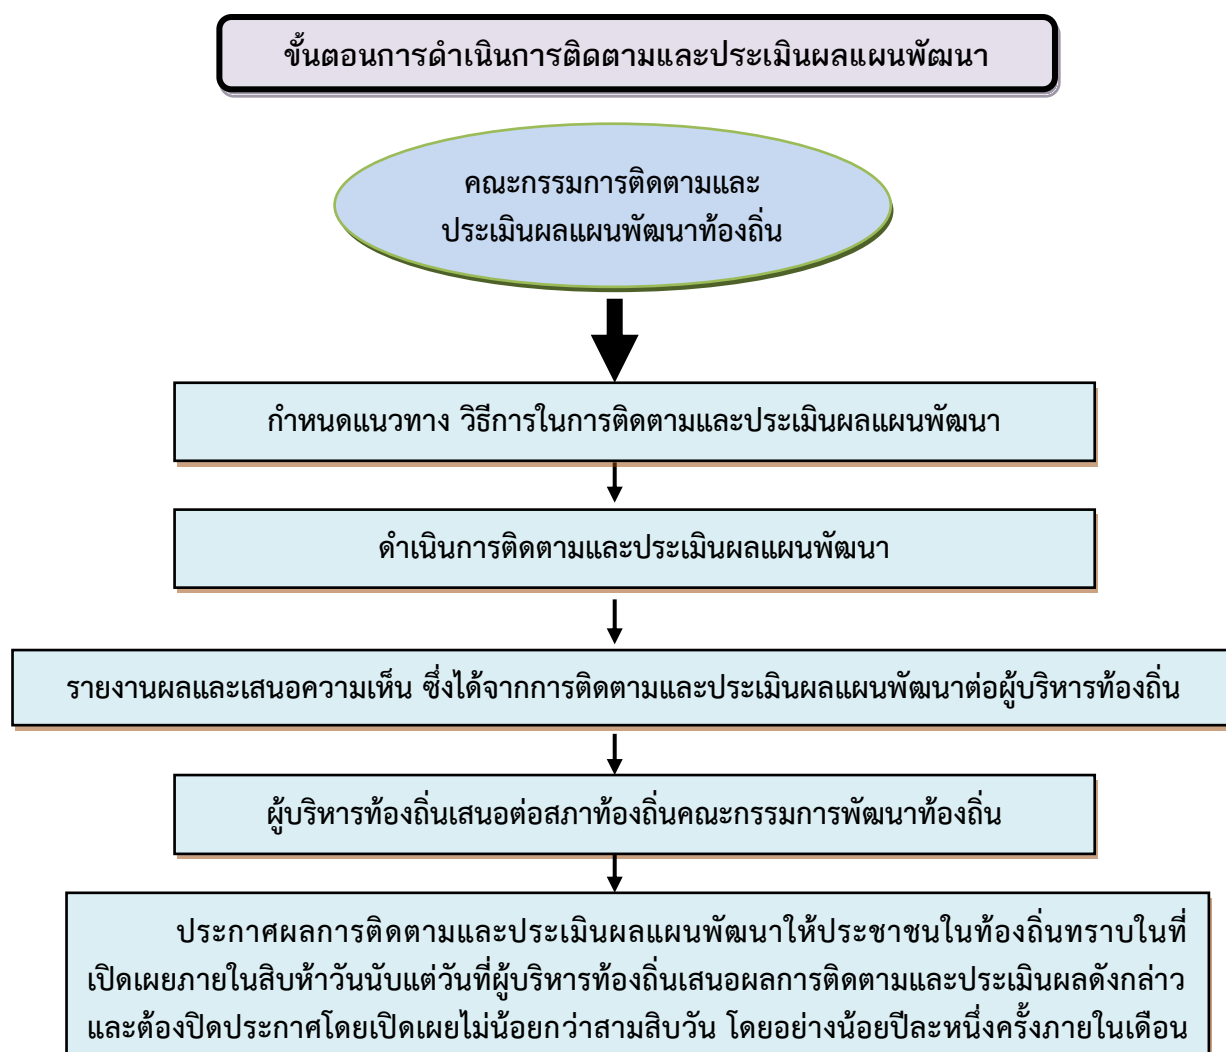 ขั้นตอนการดำเนินการติดตามและประเมินผลแผนพัฒนา
คณะกรรมการติดตามและ
ประเมินผลแผนพัฒนาท้องถิ่น
กำหนดแนวทาง วิธีการในการติดตามและประเมินผลแผนพัฒนา
ดำเนินการติดตามและประเมินผลแผนพัฒนา
รายงานผลและเสนอความเห็น ซึ่งได้จากการติดตามและประเมินผลแผนพัฒนาต่อผู้บริหารท้องถิ่น
ผู้บริหารท้องถิ่นเสนอต่อสภาท้องถิ่นคณะกรรมการพัฒนาท้องถิ่น
ประกาศผลการติดตามและประเมินผลแผนพัฒนาให้ประชาชนในท้องถิ่นทราบในที่
เปิดเผยภายในสิบห้าวันนับแต่วันที่ผู้บริหารท้องถิ่นเสนอผลการติดตามและประเมินผลดังกล่าว
และต้องปิดประกาศโดยเปิดเผยไม่น้อยกว่าสามสิบวัน โดยอย่างน้อยปีละหนึ่งครั้งภายในเดือน